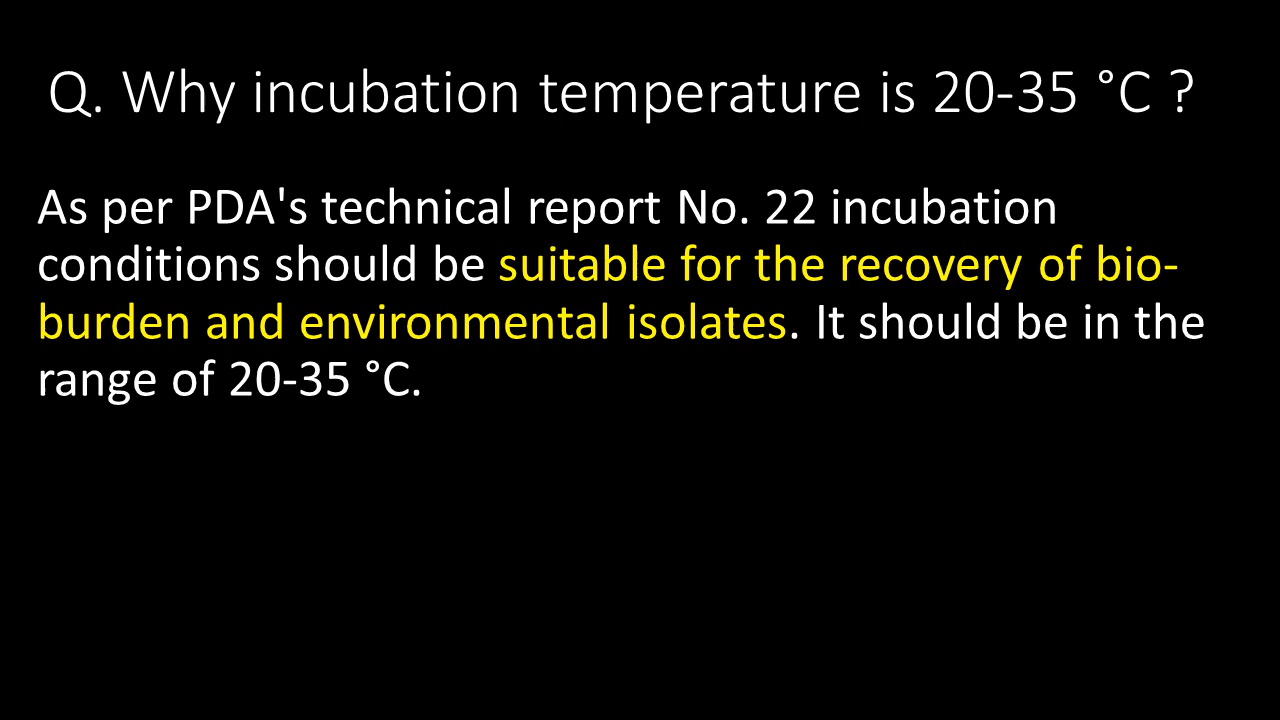 Q. Why incubation temperature is 20-35 °C ?
As per PDA's technical report No. 22 incubation
conditions should be suitable for the recovery of bio-
burden and environmental isolates. It should be in the
range of 20-35 °C.